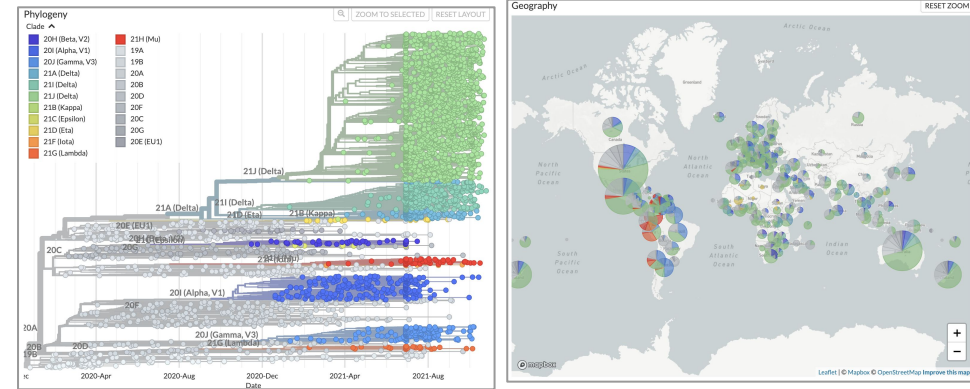 Phylogeny
ZOOM TO SELECTED
RESET LAYOUT
Clade
20H (Beta, V2)
20I (Alpha, V1)
20J (Gamma, V3)
21A (Delta)
21I (Delta)
21J (Delta)
21B (Kappa)
21C (Epsilon)
21D (Eta)
21F (Iota)
21G (Lambda)
21H (Mu)
19A
19B
20A
20B
20D
20F
20C
20G
20E (EU1)
21J (Delta)
21I (Delta)
21A (Delta)
21D (Eta)
21B (Kappa)
20E (EU1)
20C
20I (Alpha, V1)
20F
20A
20J (Gamma, V3)
21G (Lambda)
20B
20D
19B
2020-Apr
2020-Aug
2020-Dec
2021-Apr
2021-Aug
Date
Geography
RESET ZOOM
Arctic Ocean
Arctic Ocean
Greenland
Canada
North
Pacific
Ocean
North
Atlantic
Ocean
North
Pacific
Ocean
South
Pacific
Ocean
South
Atlantic
Ocean
Indian
Ocean
+
−
mapbox
Leaflet | © Mapbox © OpenStreetMap Improve this map